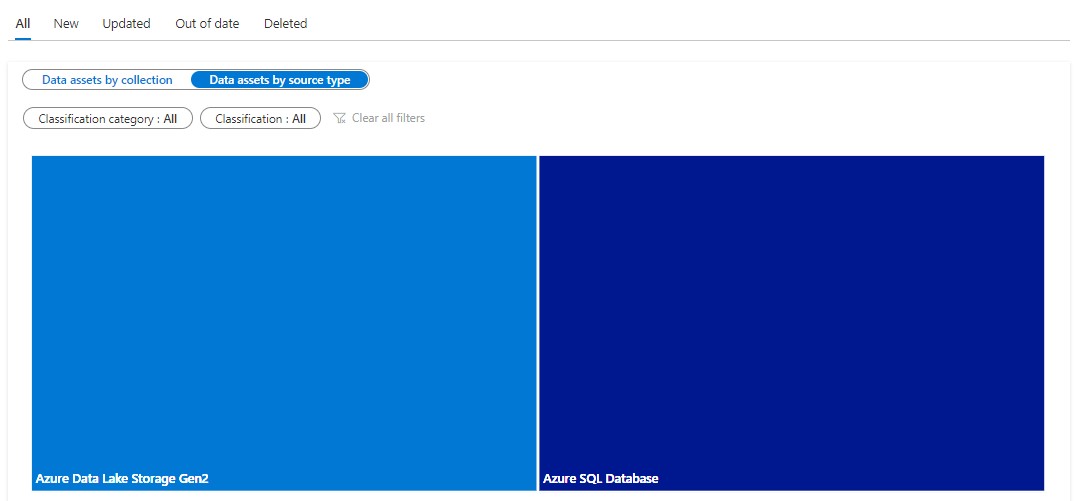 All New Updated Out of date Deleted
Data assets by collection Data assets by source type
Classification category : All Classification : All Clear all filters
Azure Data Lake Storage Gen2 Azure SQL Database